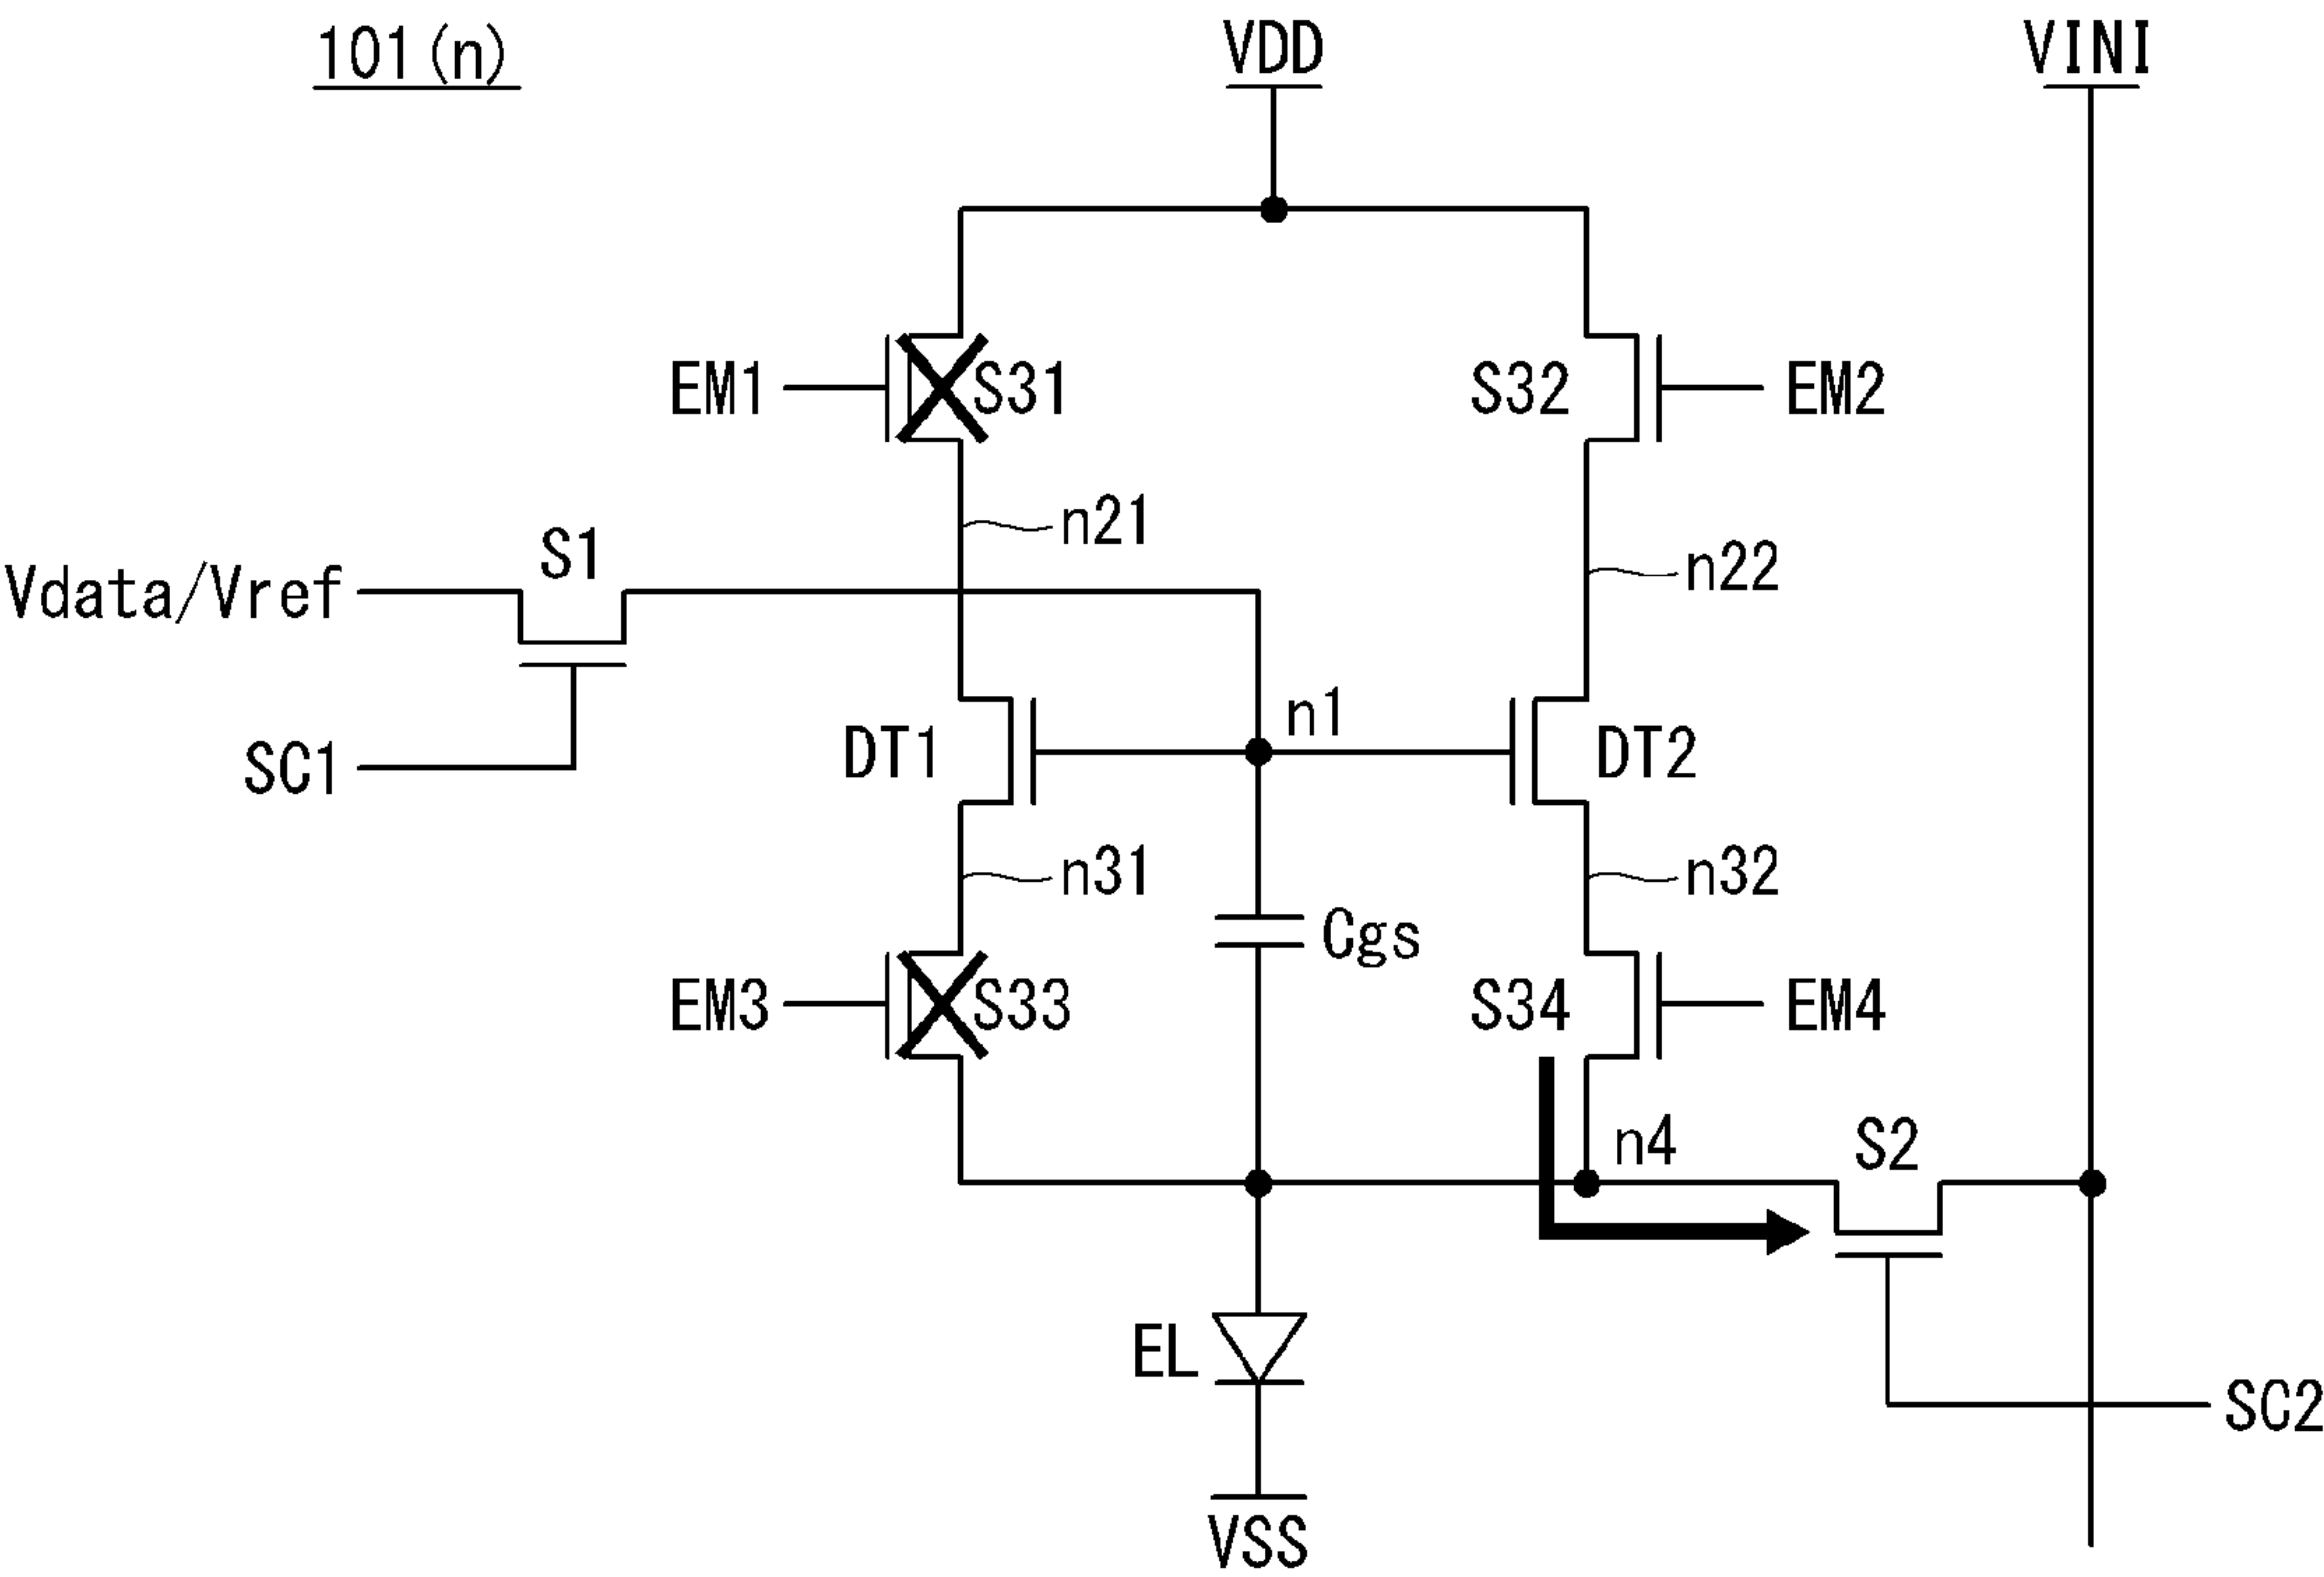 101(n)
VDD
VINI
EM1
S31
S32
EM2
n21
S1
n22
Vdata/Vref
n1
DT1
DT2
SC1
n31
n32
Cgs
EM3
S33
S34
EM4
n4
S2
EL
SC2
VSS